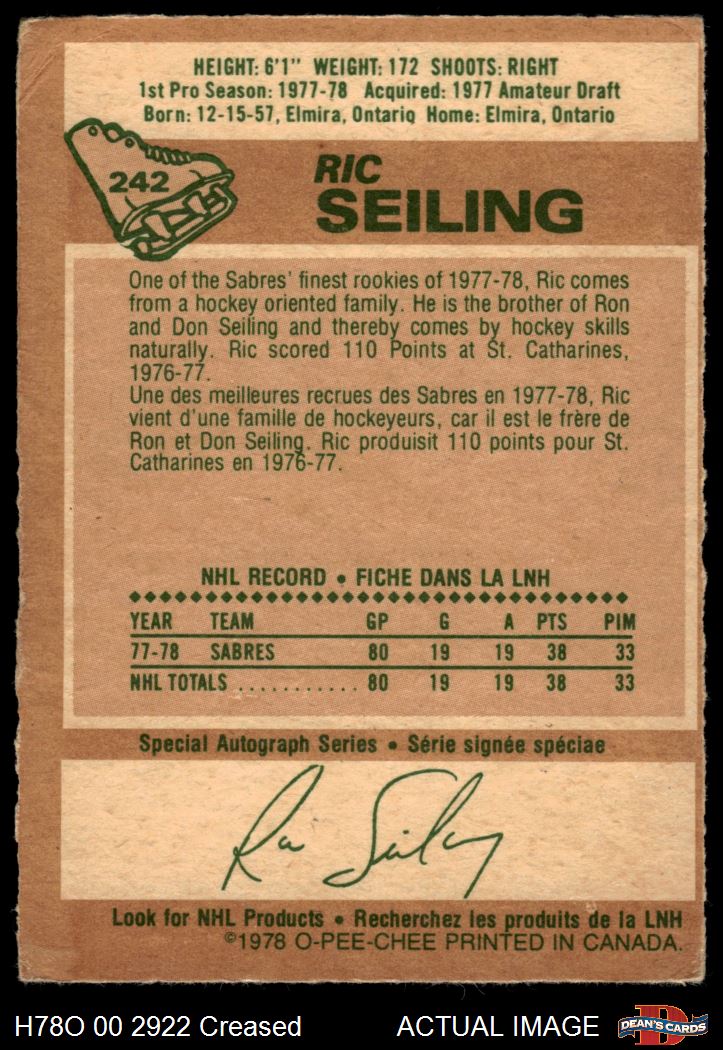 HEIGHT: 6'1" WEIGHT: 172 SHOOTS: RIGHT
1st Pro Season: 1977-78 Acquired: 1977 Amateur Draft
Born: 12-15-57, Elmira, Ontario Home: Elmira, Ontario
242
RIC
SEILING
One of the Sabres' finest rookies of 1977-78, Ric comes
from a hockey oriented family. He is the brother of Ron
and Don Seiling and thereby comes by hockey skills
naturally. Ric scored 110 Points at St. Catharines,
1976-77.
Une des meilleures recrues des Sabres en 1977-78, Ric
vient d'une famille de hockeyeurs, car il est le frère de
Ron et Don Seiling. Ric produisit 110 points pour St.
Catharines en 1976-77.
NHL RECORD • FICHE DANS LA LNH
YEAR TEAM GP G A PTS PIM
77-78 SABRES 80 19 19 38 33
NHL TOTALS ........... 80 19 19 38 33
Special Autograph Series • Série signée spéciae
Ric Seiling
Look for NHL Products • Recherchez les produits de la LNH
©1978 O-PEE-CHEE PRINTED IN CANADA.
H78O 00 2922 Creased ACTUAL IMAGE D DEAN'S CARDS